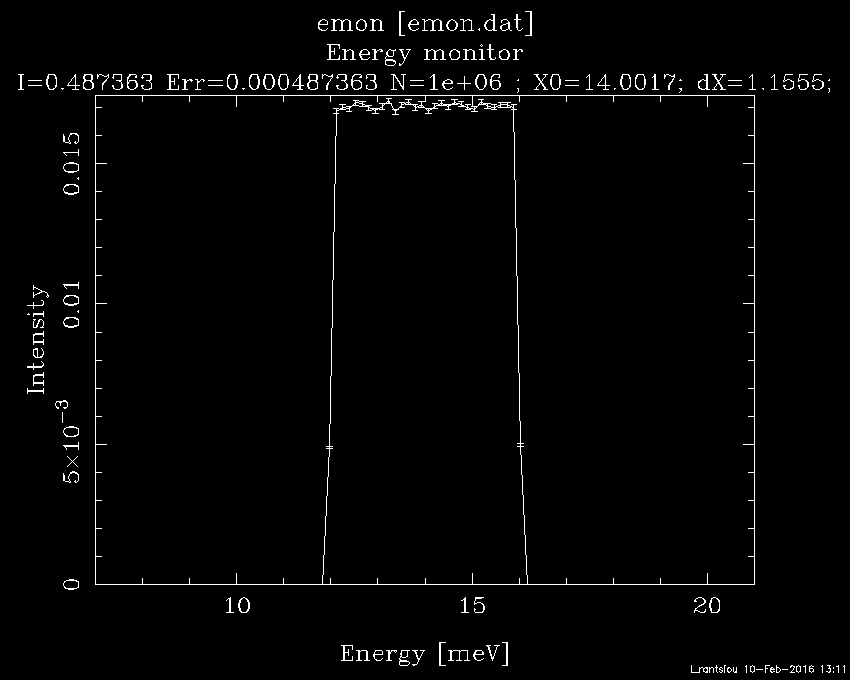 emon [emon.dat]
Energy monitor
I=0.487363 Err=0.000487363 N=1e+06 ; X0=14.0017; dX=1.1555;
0.015
0.01
5×10⁻³
0
Intensity
10 15 20
Energy [meV]
L.rantsiou 10-Feb-2016 13:11